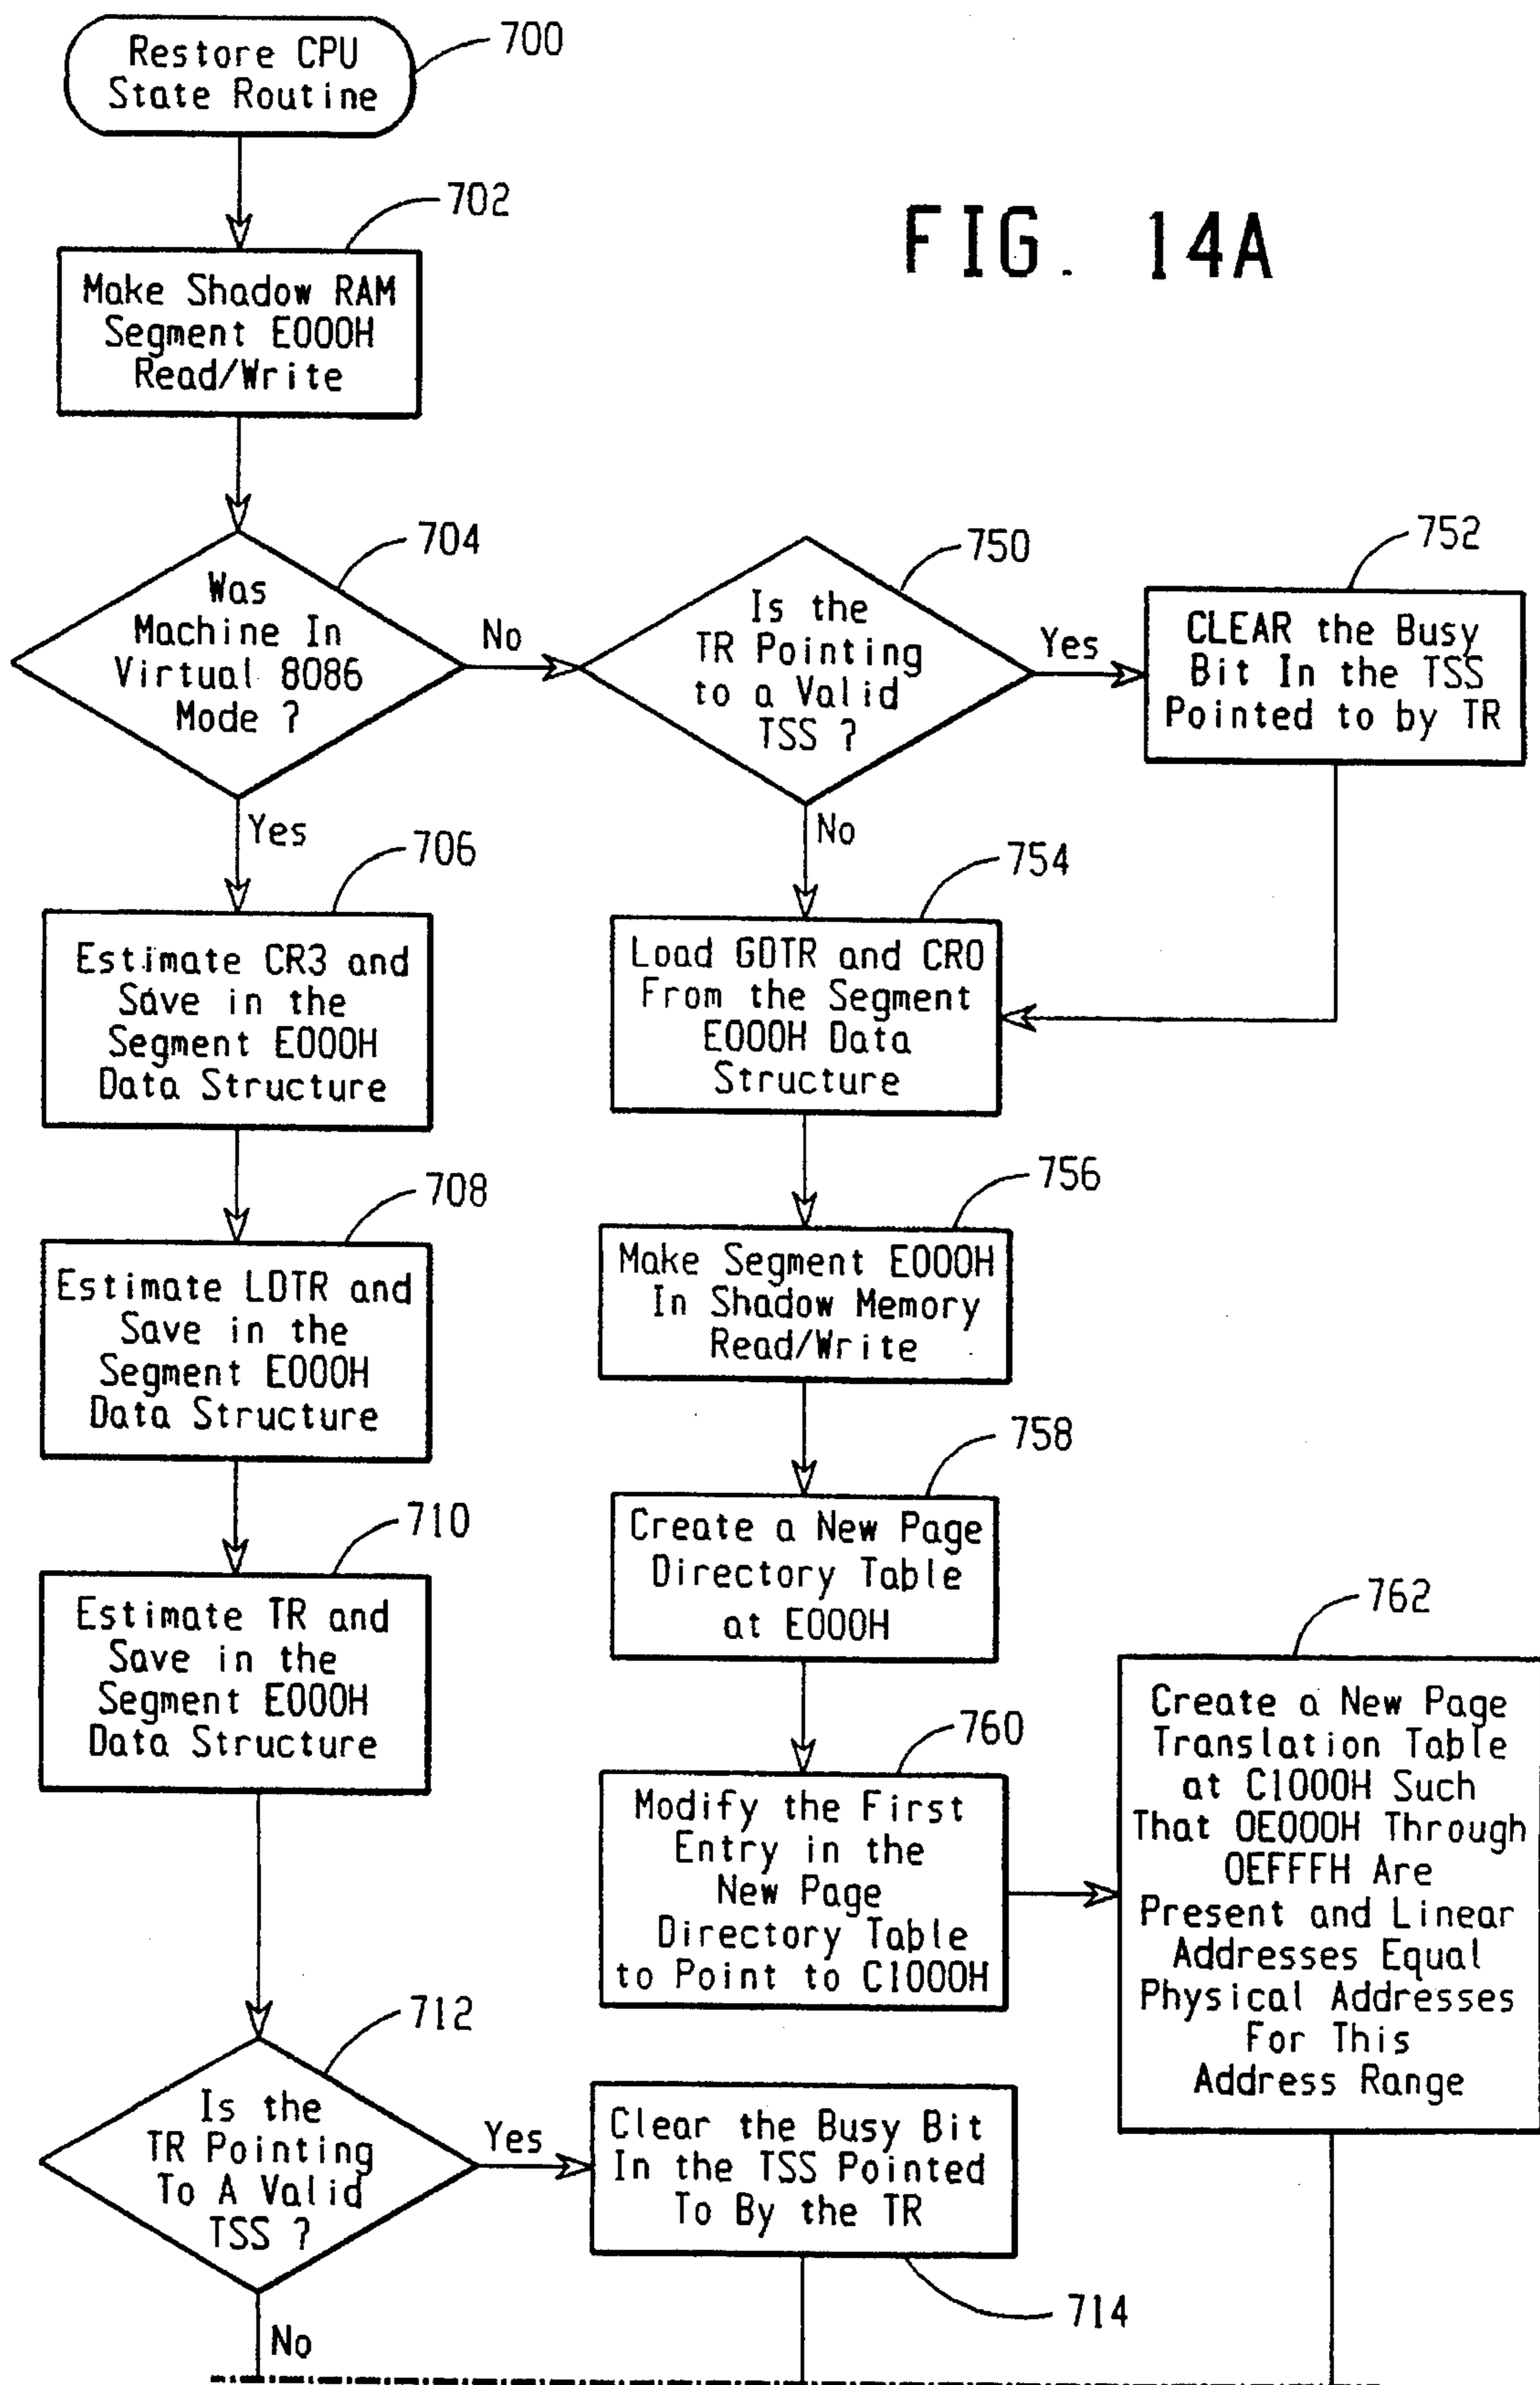 Restore CPU
State Routine
700
FIG. 14A
702
Make Shadow RAM
Segment E000H
Read/Write
704
Was
Machine In
Virtual 8086
Mode ?
No
Yes
750
Is the
TR Pointing
to a Valid
TSS ?
Yes
No
752
CLEAR the Busy
Bit In the TSS
Pointed to by TR
706
Estimate CR3 and
Save in the
Segment E000H
Data Structure
754
Load GDTR and CR0
From the Segment
E000H Data
Structure
708
Estimate LDTR and
Save in the
Segment E000H
Data Structure
756
Make Segment E000H
In Shadow Memory
Read/Write
710
Estimate TR and
Save in the
Segment E000H
Data Structure
758
Create a New Page
Directory Table
at E000H
760
Modify the First
Entry in the
New Page
Directory Table
to Point to C1000H
762
Create a New Page
Translation Table
at C1000H Such
That 0E000H Through
0EFFFH Are
Present and Linear
Addresses Equal
Physical Addresses
For This
Address Range
712
Is the
TR Pointing
To A Valid
TSS ?
Yes
No
Clear the Busy Bit
In the TSS Pointed
To By the TR
714